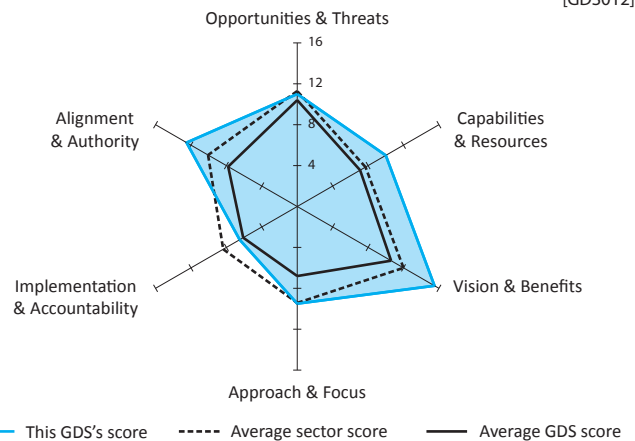 [GDS012]
Opportunities & Threats
16
12
8
4
Alignment
& Authority
Capabilities
& Resources
Implementation
& Accountability
Vision & Benefits
Approach & Focus
This GDS's score
Average sector score
Average GDS score